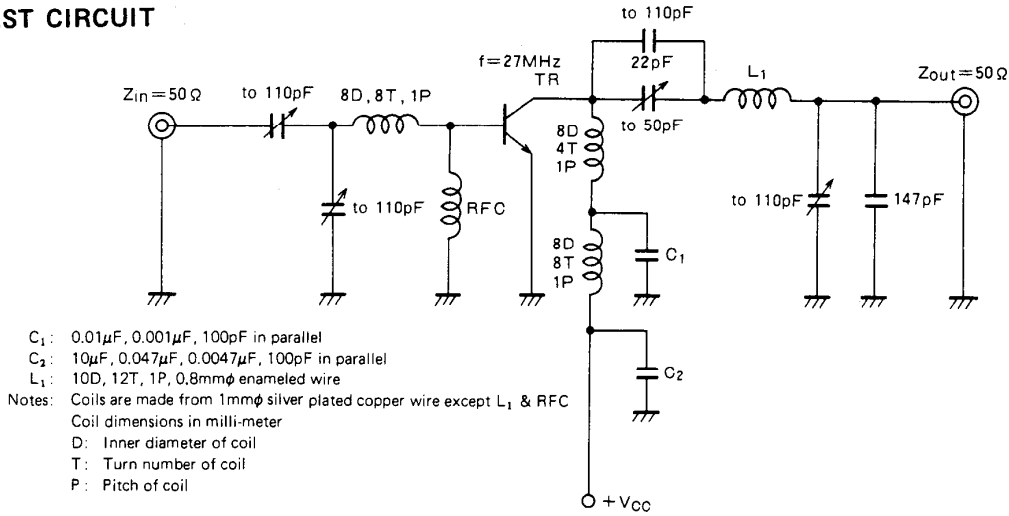 ST CIRCUIT
to 110pF
22pF
f=27MHz
TR
to 50pF
L₁
Zout=50Ω
Zin=50Ω
to 110pF
8D, 8T, 1P
to 110pF
RFC
8D
4T
1P
8D
8T
1P
C₁
C₂
to 110pF
147pF
+VCC
C₁: 0.01μF, 0.001μF, 100pF in parallel
C₂: 10μF, 0.047μF, 0.0047μF, 100pF in parallel
L₁: 10D, 12T, 1P, 0.8mmφ enameled wire
Notes: Coils are made from 1mmφ silver plated copper wire except L₁ & RFC
Coil dimensions in milli-meter
D: Inner diameter of coil
T: Turn number of coil
P: Pitch of coil